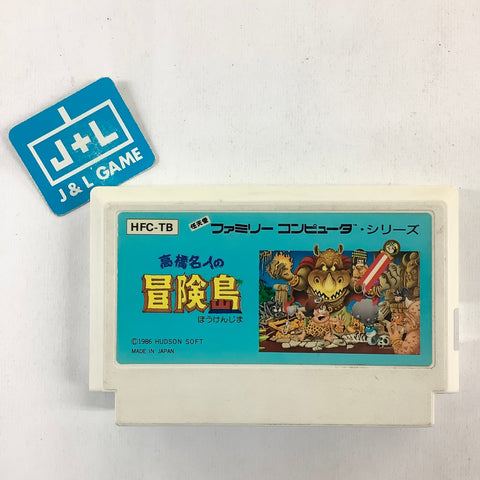 J+L
J & L GAME
HFC-TB
任天堂 ファミリー コンピュータ・シリーズ
高橋名人の
冒険島
ぼうけんじま
©1986 HUDSON SOFT
MADE IN JAPAN